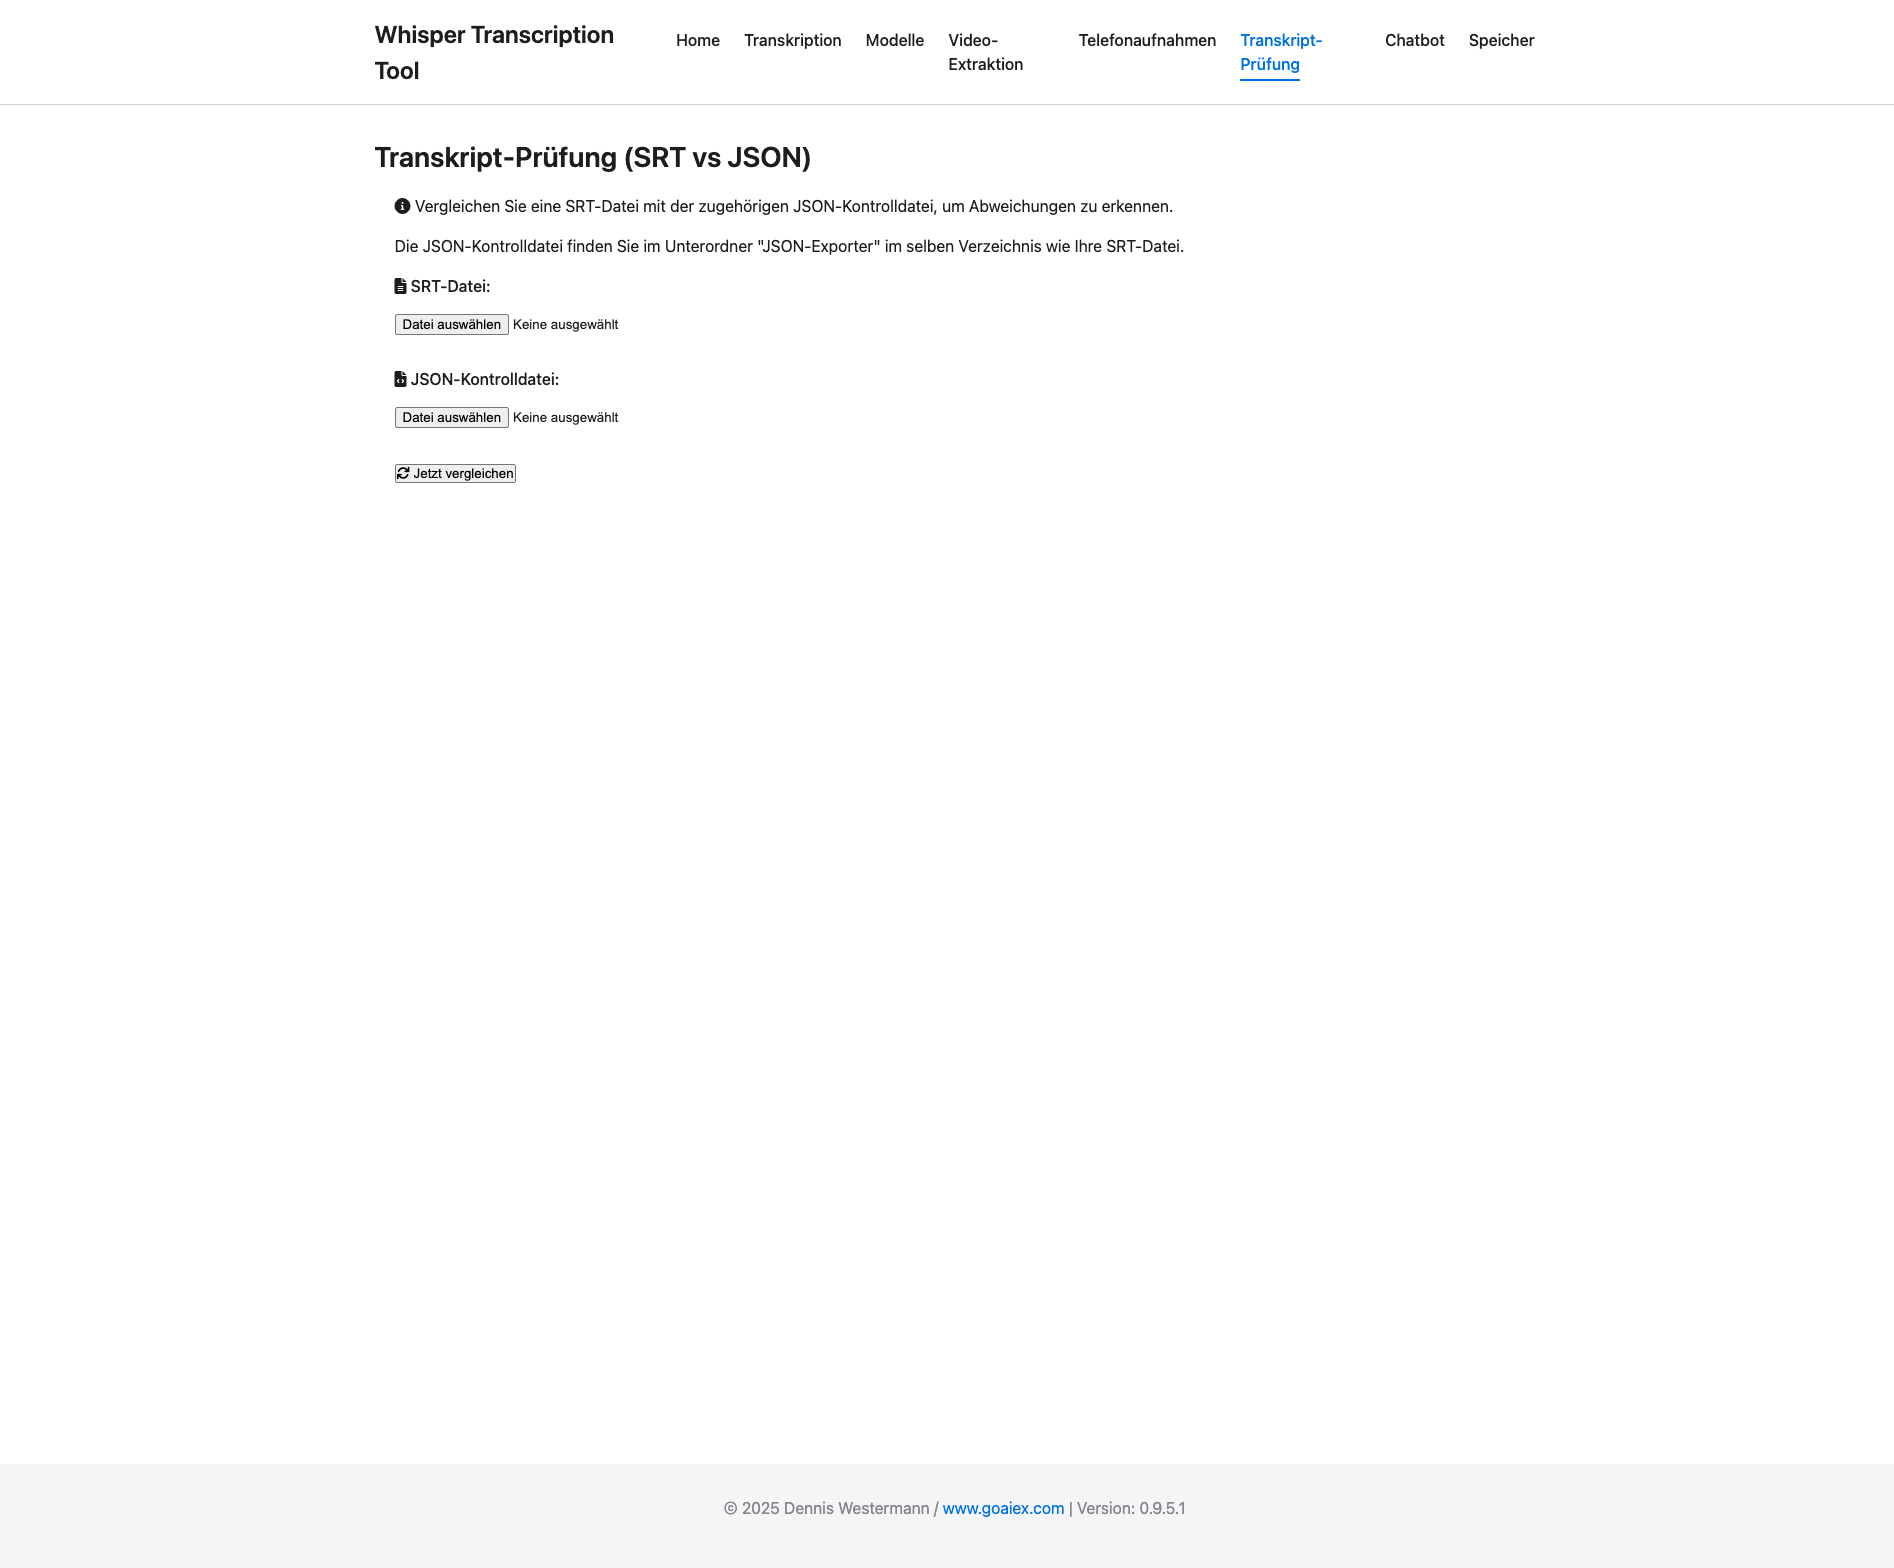 Whisper Transcription
Tool
Home
Transkription
Modelle
Video-
Extraktion
Telefonaufnahmen
Transkript-
Prüfung
Chatbot
Speicher
Transkript-Prüfung (SRT vs JSON)
Vergleichen Sie eine SRT-Datei mit der zugehörigen JSON-Kontrolldatei, um Abweichungen zu erkennen.
Die JSON-Kontrolldatei finden Sie im Unterordner "JSON-Exporter" im selben Verzeichnis wie Ihre SRT-Datei.
SRT-Datei:
Datei auswählen Keine ausgewählt
JSON-Kontrolldatei:
Datei auswählen Keine ausgewählt
Jetzt vergleichen
© 2025 Dennis Westermann / www.goaiex.com | Version: 0.9.5.1